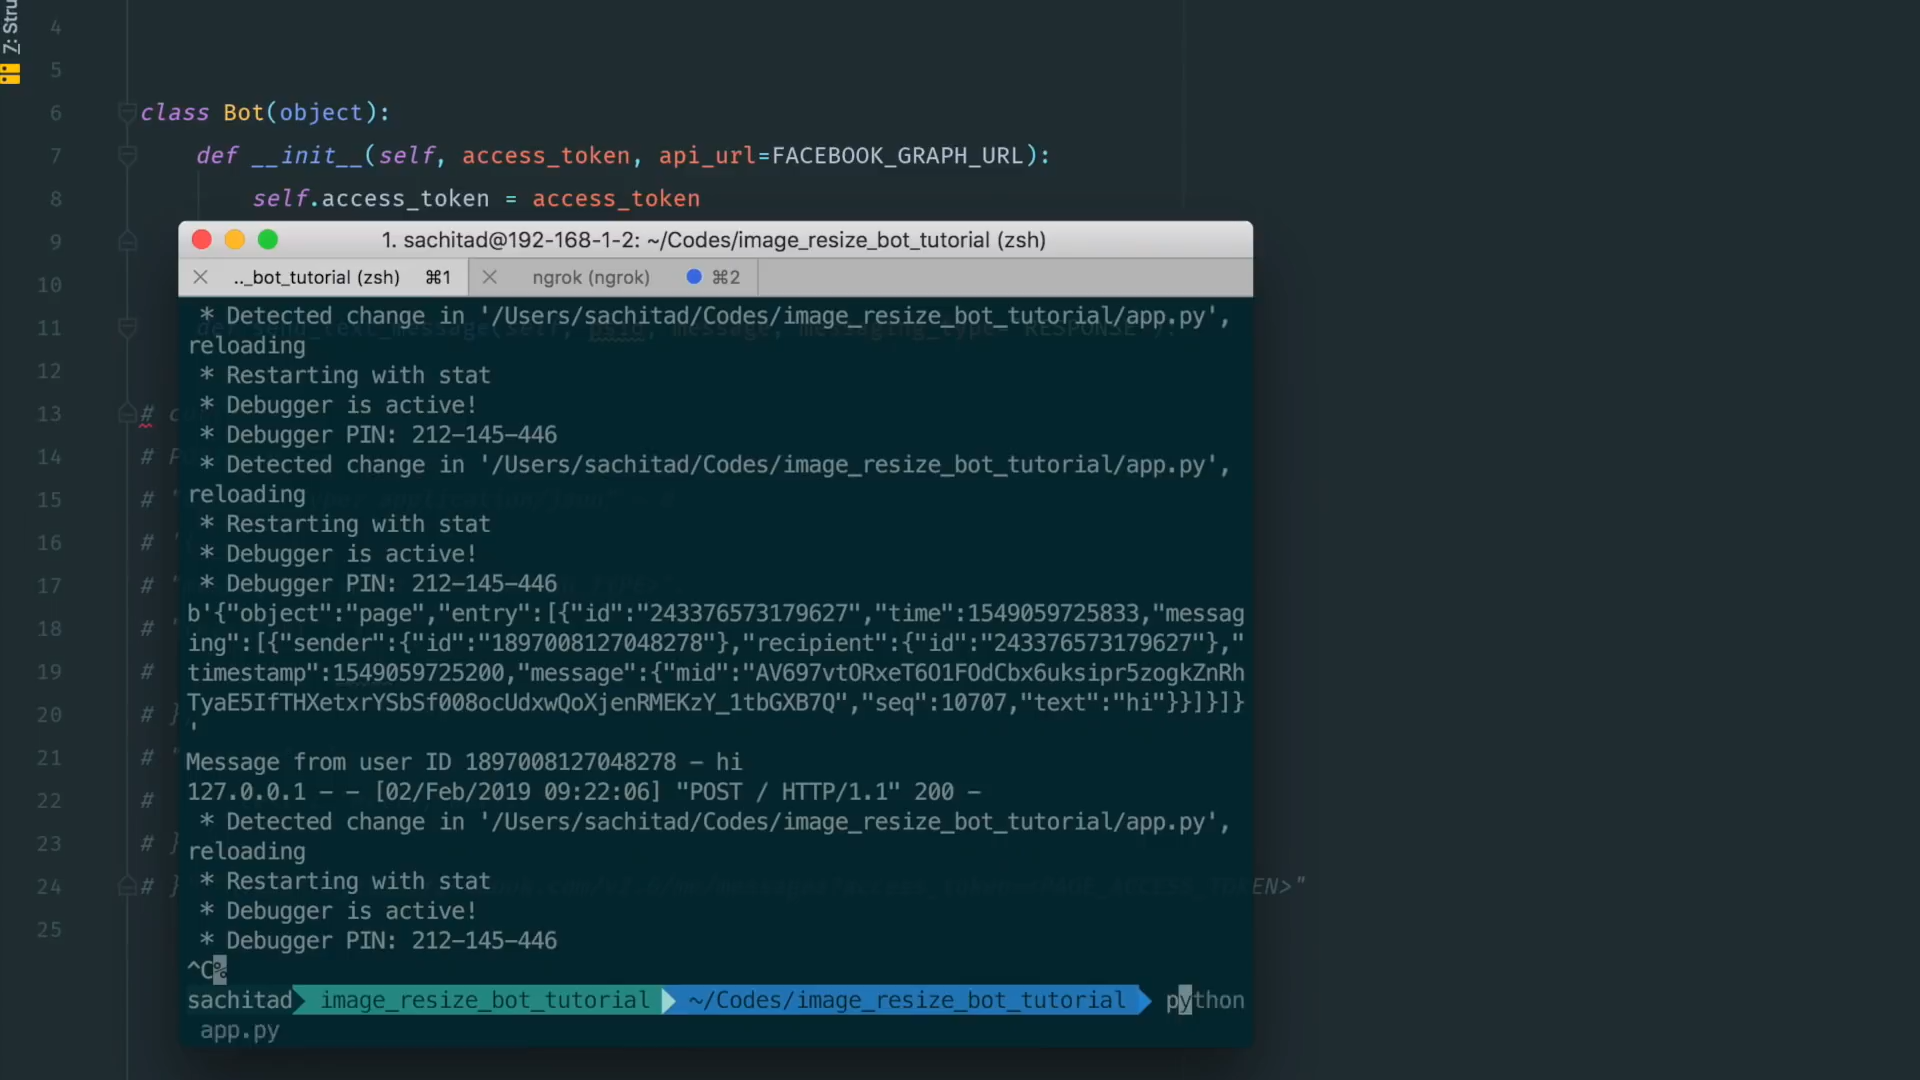 7: Stru
4
5
6 class Bot(object):
7 def __init__(self, access_token, api_url=FACEBOOK_GRAPH_URL):
8 self.access_token = access_token
9
10
11
12
13 #
14 #
15 #
16 #
17 #
18 #
19 #
20 # }
21 #
22 #
23 # }
24 # } EN>"
25
1. sachitad@192-168-1-2: ~/Codes/image_resize_bot_tutorial (zsh)
.._bot_tutorial (zsh) ⌘1 ngrok (ngrok) ⌘2
* Detected change in '/Users/sachitad/Codes/image_resize_bot_tutorial/app.py',
reloading
* Restarting with stat
* Debugger is active!
* Debugger PIN: 212-145-446
* Detected change in '/Users/sachitad/Codes/image_resize_bot_tutorial/app.py',
reloading
* Restarting with stat
* Debugger is active!
* Debugger PIN: 212-145-446
b'{"object":"page","entry":[{"id":"243376573179627","time":1549059725833,"messag
ing":[{"sender":{"id":"1897008127048278"},"recipient":{"id":"243376573179627"},"
timestamp":1549059725200,"message":{"mid":"AV697vtORxeT6O1FOdCbx6uksipr5zogkZnRh
TyaE5IfTHXetxrYSbSf008ocUdxwQoXjenRMEKzY_1tbGXB7Q","seq":10707,"text":"hi"}}]}]}
'
Message from user ID 1897008127048278 - hi
127.0.0.1 - - [02/Feb/2019 09:22:06] "POST / HTTP/1.1" 200 -
* Detected change in '/Users/sachitad/Codes/image_resize_bot_tutorial/app.py',
reloading
* Restarting with stat
* Debugger is active!
* Debugger PIN: 212-145-446
^C%
sachitad image_resize_bot_tutorial ~/Codes/image_resize_bot_tutorial python
app.py